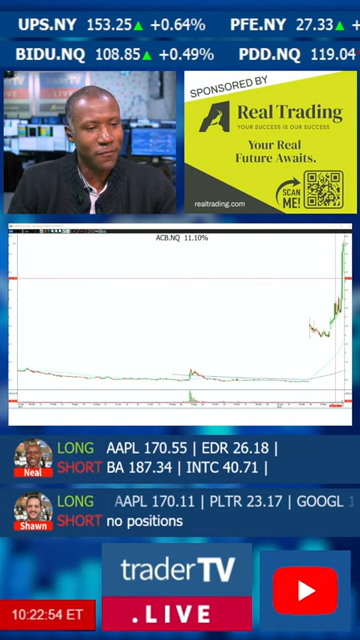 UPS.NY 153.25▲ +0.64% PFE.NY 27.33▲ +
BIDU.NQ 108.85▲ +0.49% PDD.NQ 119.04
SPONSORED BY
Real Trading
YOUR SUCCESS IS OUR SUCCESS
Your Real
Future Awaits.
SCAN
ME!
realtrading.com
ACB.NQ 11.10%
LONG AAPL 170.55 | EDR 26.18 |
SHORT BA 187.34 | INTC 40.71 |
Neal
LONG AAPL 170.11 | PLTR 23.17 | GOOGL
SHORT no positions
Shawn
traderTV
.LIVE
10:22:54 ET